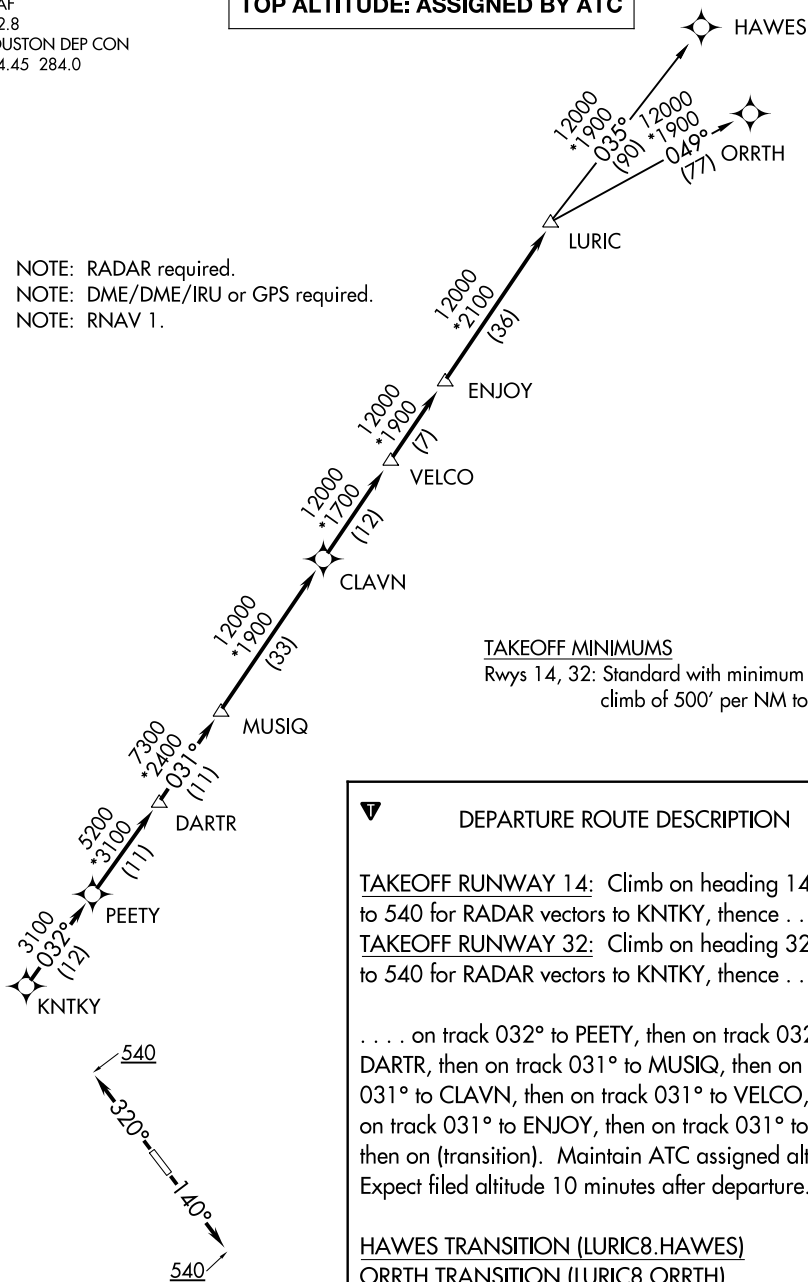 2.8
DEP CON
284.0
TOP ALTITUDE: ASSIGNED BY ATC
HAWES
12000
*1900
035°
(90)
12000
*1900
049°
(77)
ORRTH
LURIC
NOTE: RADAR required.
NOTE: DME/DME/IRU or GPS required.
NOTE: RNAV 1.
12000
*2100
(36)
ENJOY
12000
*1900
(7)
VELCO
12000
*1700
(12)
CLAVN
12000
*1900
(33)
TAKEOFF MINIMUMS
Rwys 14, 32: Standard with minimum
climb of 500' per NM to
MUSIQ
7300
*2400
031°
(11)
DARTR
5200
*3100
(11)
PEETY
3100
032°
(12)
KNTKY
540
320°
140°
540
T
DEPARTURE ROUTE DESCRIPTION
TAKEOFF RUNWAY 14: Climb on heading 14
to 540 for RADAR vectors to KNTKY, thence . .
TAKEOFF RUNWAY 32: Climb on heading 32
to 540 for RADAR vectors to KNTKY, thence . .
. . . . on track 032° to PEETY, then on track 032
DARTR, then on track 031° to MUSIQ, then on
031° to CLAVN, then on track 031° to VELCO,
on track 031° to ENJOY, then on track 031° to
then on (transition). Maintain ATC assigned alt
Expect filed altitude 10 minutes after departure.
HAWES TRANSITION (LURIC8.HAWES)
ORRTH TRANSITION (LURIC8.ORRTH)